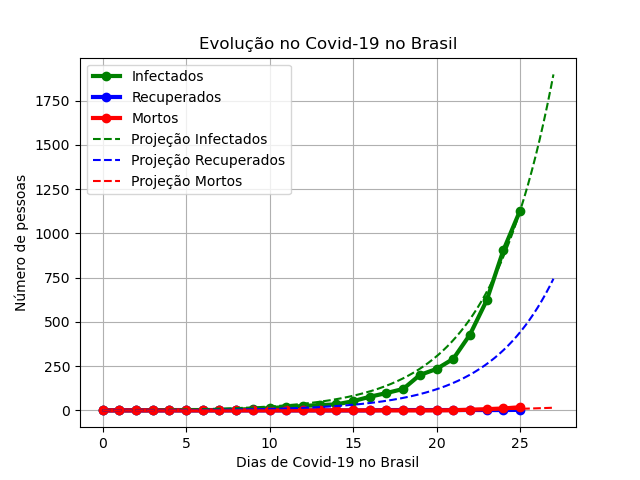 Evolução no Covid-19 no Brasil
Infectados
Recuperados
Mortos
Projeção Infectados
Projeção Recuperados
Projeção Mortos
Número de pessoas
1750
1500
1250
1000
750
500
250
0
0 5 10 15 20 25
Dias de Covid-19 no Brasil